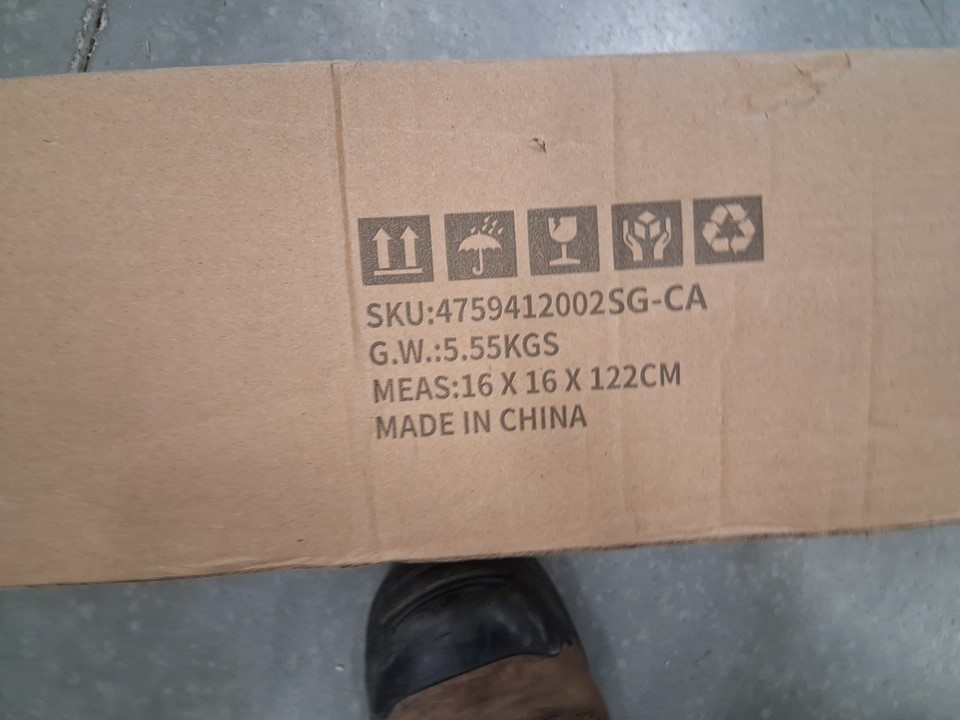 SKU:4759412002SG-CA
G.W.:5.55KGS
MEAS:16 X 16 X 122CM
MADE IN CHINA